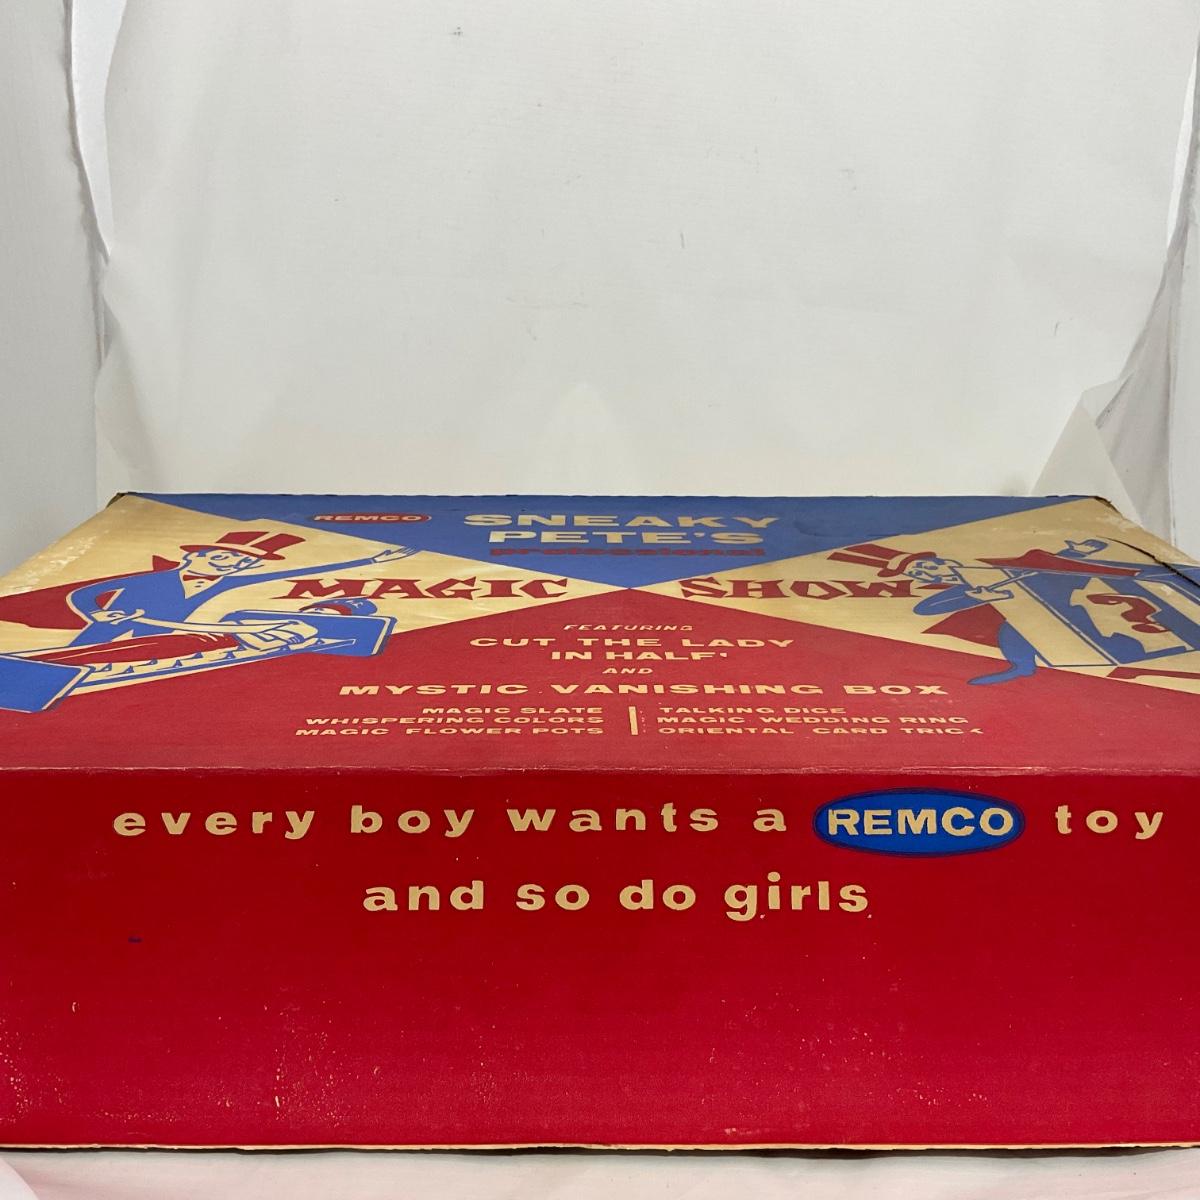 REMCO
SNEAKY
PETE'S
professional
MAGIC SHOW
?
FEATURING
CUT THE LADY
IN HALF'
AND
MYSTIC VANISHING BOX
MAGIC SLATE
WHISPERING COLORS
MAGIC FLOWER POTS
TALKING DICE
MAGIC WEDDING RING
ORIENTAL CARD TRICK
every boy wants a REMCO toy
and so do girls